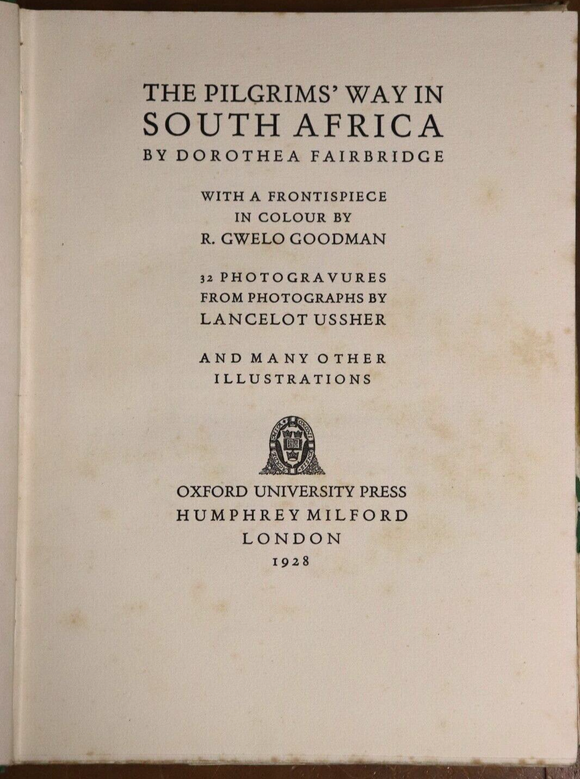 THE PILGRIMS' WAY IN
SOUTH AFRICA
BY DOROTHEA FAIRBRIDGE
WITH A FRONTISPIECE
IN COLOUR BY
R. GWELO GOODMAN
32 PHOTOGRAVURES
FROM PHOTOGRAPHS BY
LANCELOT USSHER
AND MANY OTHER
ILLUSTRATIONS
OXFORD UNIVERSITY PRESS
HUMPHREY MILFORD
LONDON
1928